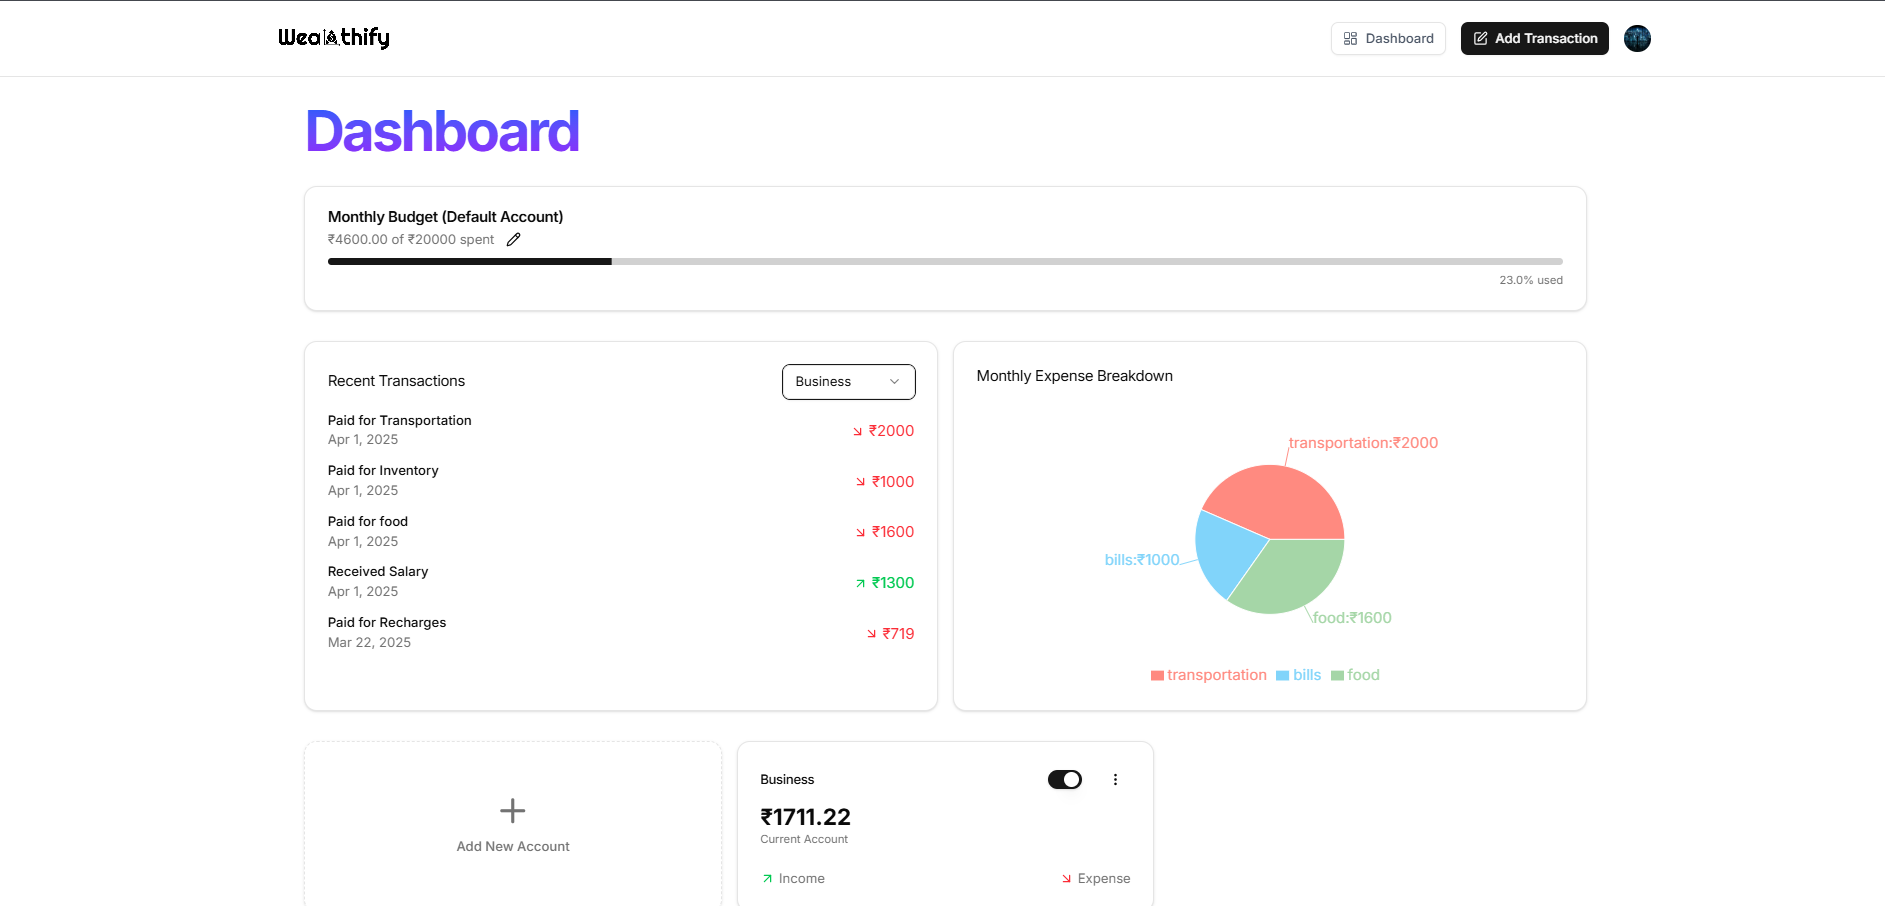 Wealthify
Dashboard
Add Transaction
Dashboard
Monthly Budget (Default Account)
₹4600.00 of ₹20000 spent
23.0% used
Recent Transactions
Business
Paid for Transportation
Apr 1, 2025
₹2000
Paid for Inventory
Apr 1, 2025
₹1000
Paid for food
Apr 1, 2025
₹1600
Received Salary
Apr 1, 2025
₹1300
Paid for Recharges
Mar 22, 2025
₹719
Monthly Expense Breakdown
transportation:₹2000
bills:₹1000
food:₹1600
transportation bills food
Add New Account
Business
₹1711.22
Current Account
Income
Expense